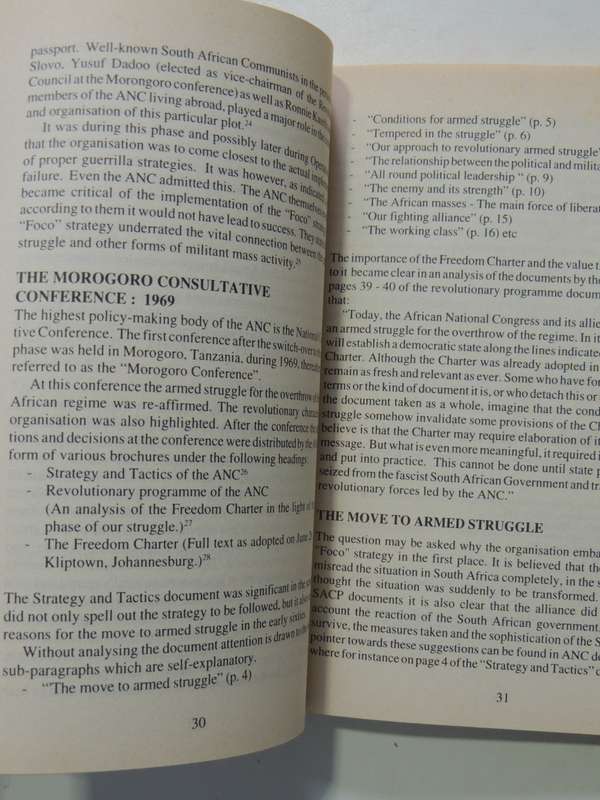 passport. Well-known South African Communists in the
Slovo, Yusuf Dadoo (elected as vice-chairman of the
Council at the Morongoro conference) as well as Ronnie
members of the ANC living abroad, played a major role in the
and organisation of this particular plot.24
It was during this phase and possibly later during
that the organisation was to come closest to the actual
of proper guerrilla strategies. It was however, as indicated,
failure. Even the ANC admitted this. The ANC themselves
became critical of the implementation of the "Foco"
according to them it would not have lead to success. They
"Foco" strategy underrated the vital connection between the
struggle and other forms of militant mass activity.25
THE MOROGORO CONSULTATIVE
CONFERENCE : 1969
The highest policy-making body of the ANC is the
tive Conference. The first conference after the
phase was held in Morogoro, Tanzania, during 1969,
referred to as the "Morogoro Conference".
At this conference the armed struggle for the overthrow of the
African regime was re-affirmed. The revolutionary
organisation was also highlighted. After the conference the
tions and decisions at the conference were distributed by the
form of various brochures under the following headings:
- Strategy and Tactics of the ANC26
- Revolutionary programme of the ANC
(An analysis of the Freedom Charter in the light of
phase of our struggle.)27
- The Freedom Charter (Full text as adopted on June
Kliptown, Johannesburg.)28
The Strategy and Tactics document was significant in the
did not only spell out the strategy to be followed, but it
reasons for the move to armed struggle in the early sixties.
Without analysing the document attention is drawn to the
sub-paragraphs which are self-explanatory.
- "'The move to armed struggle" (p. 4)
30
- "Conditions for armed struggle" (p. 5)
- "Tempered in the struggle" (p. 6)
- "Our approach to revolutionary armed struggle"
- "The relationship between the political and
- "All round political leadership " (p. 9)
- "The enemy and its strength" (p. 10)
- "The African masses - The main force of
- "Our fighting alliance" (p. 15)
- "The working class" (p. 16) etc
The importance of the Freedom Charter and the value
to it became clear in an analysis of the documents by the
pages 39 - 40 of the revolutionary programme
that:
"Today, the African National Congress and its
an armed struggle for the overthrow of the regime. In
will establish a democratic state along the lines indicated
Charter. Although the Charter was already adopted in
remain as fresh and relevant as ever. Some who have
terms or the kind of document it is, or who detach this or
the document taken as a whole, imagine that the
struggle somehow invalidate some provisions of the
believe is that the Charter may require elaboration of
message. But what is even more meaningful, it required
and put into practice. This cannot be done until state
seized from the fascist South African Government and
revolutionary forces led by the ANC."
THE MOVE TO ARMED STRUGGLE
The question may be asked why the organisation
"Foco" strategy in the first place. It is believed that
misread the situation in South Africa completely, in the
thought the situation was suddenly to be transformed.
SACP documents it is also clear that the alliance did
account the reaction of the South African government,
survive, the measures taken and the sophistication of the
pointer towards these suggestions can be found in ANC
where for instance on page 4 of the "Strategy and Tactics"
31